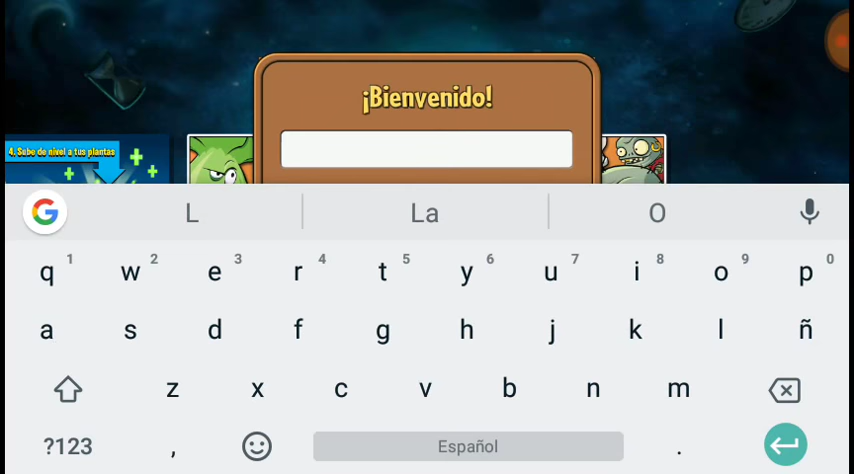 ¡Bienvenido!
4. Sube de nivel a tus plantas
L La O
q 1 w 2 e 3 r 4 t 5 y 6 u 7 i 8 o 9 p 0
a s d f g h j k l ñ
z x c v b n m
?123 , Español .